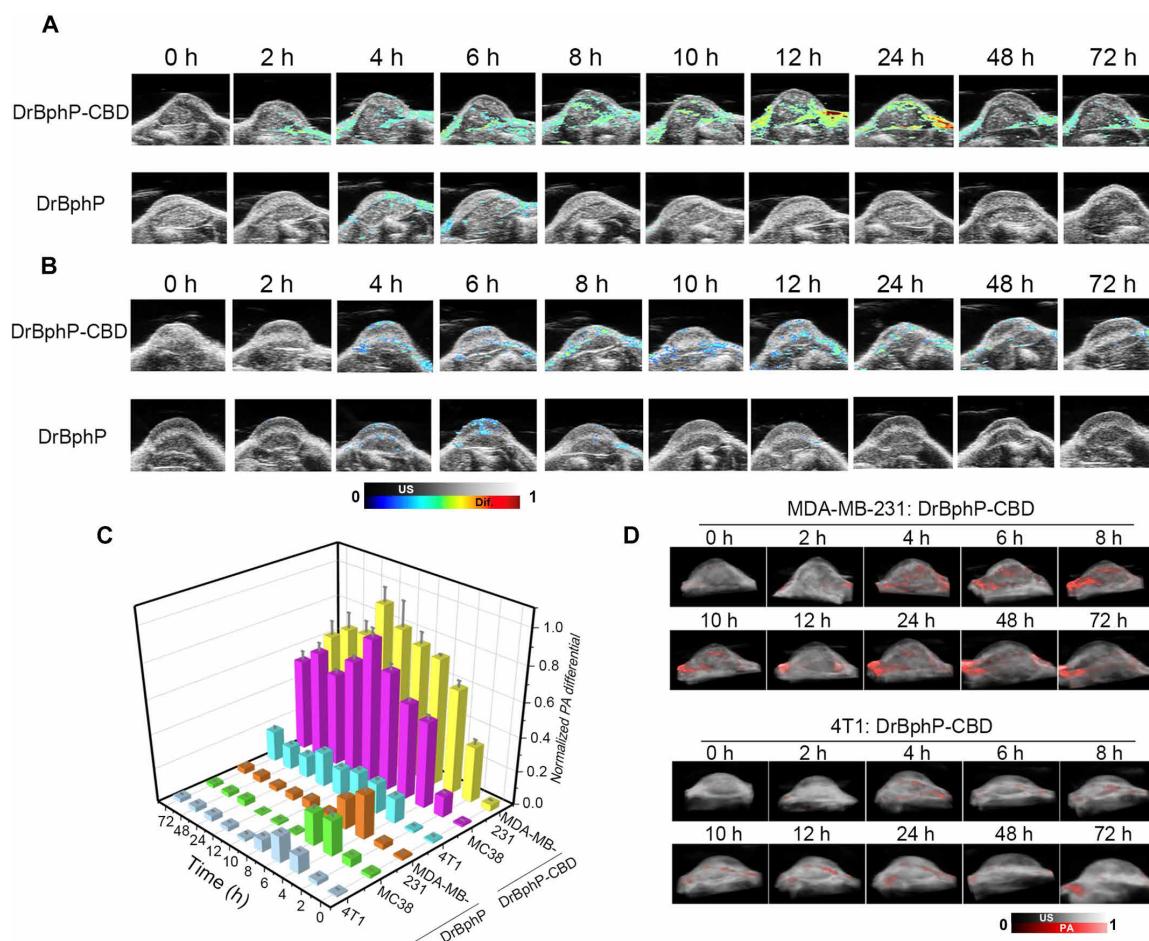 A
0 h 2 h 4 h 6 h 8 h 10 h 12 h 24 h 48 h 72 h
DrBphP-CBD
DrBphP
B
0 h 2 h 4 h 6 h 8 h 10 h 12 h 24 h 48 h 72 h
DrBphP-CBD
DrBphP
0 US 1
Dif.
C
Normalized PA differential
1.0
0.8
0.6
0.4
0.2
0.0
72 48 24 12 10 8 6 4 2 0
Time (h)
4T1
MC38
MDA-MB-
231
4T1
MC38
MDA-MB-
231
DrBphP
DrBphP-CBD
D
MDA-MB-231: DrBphP-CBD
0 h 2 h 4 h 6 h 8 h
10 h 12 h 24 h 48 h 72 h
4T1: DrBphP-CBD
0 h 2 h 4 h 6 h 8 h
10 h 12 h 24 h 48 h 72 h
0 US 1
PA